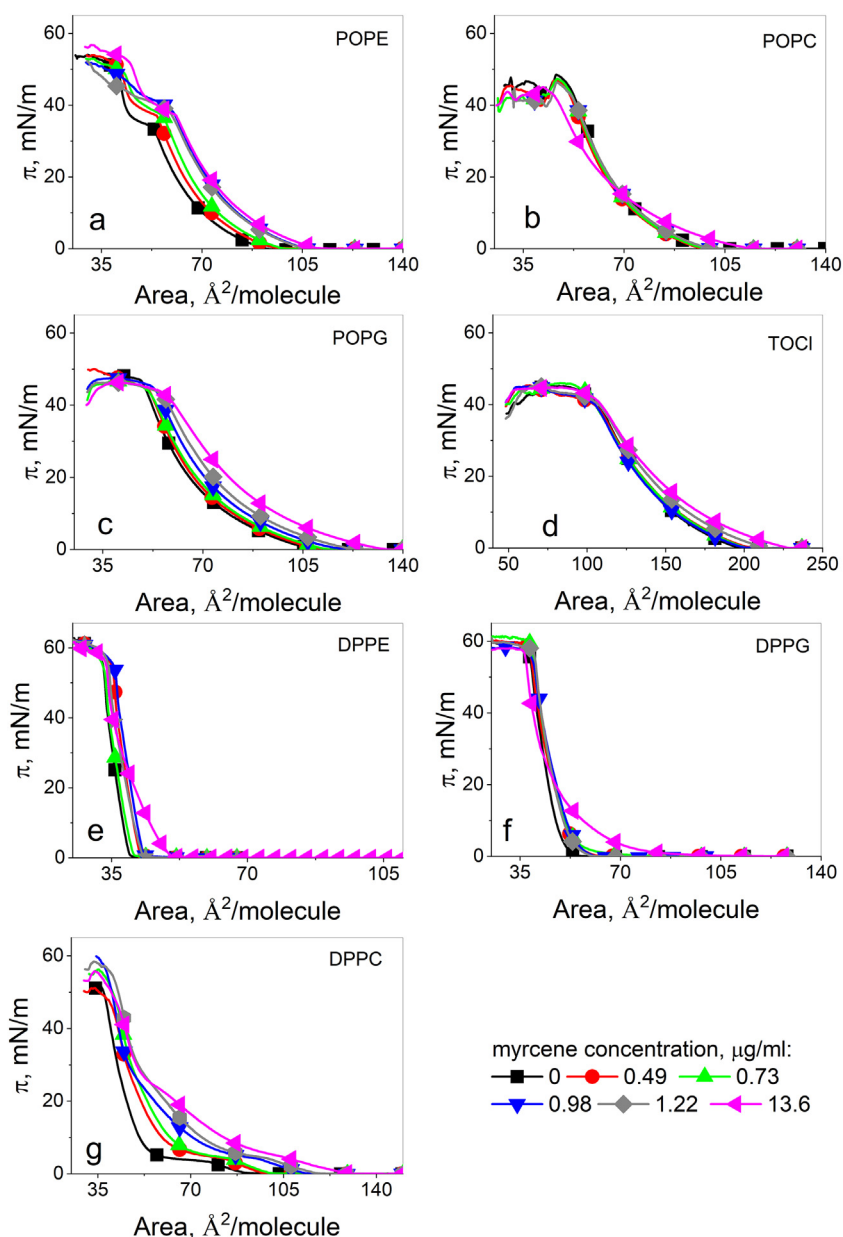 POPE
60
40
20
0
π, mN/m
a
35 70 105 140
Area, Å²/molecule
POPC
60
40
20
0
π, mN/m
b
35 70 105 140
Area, Å²/molecule
POPG
60
40
20
0
π, mN/m
c
35 70 105 140
Area, Å²/molecule
TOCl
60
40
20
0
π, mN/m
d
50 100 150 200 250
Area, Å²/molecule
DPPE
60
40
20
0
π, mN/m
e
35 70 105
Area, Å²/molecule
DPPG
60
40
20
0
π, mN/m
f
35 70 105 140
Area, Å²/molecule
DPPC
60
40
20
0
π, mN/m
g
35 70 105 140
Area, Å²/molecule
myrcene concentration, μg/ml:
0 0.49 0.73
0.98 1.22 13.6